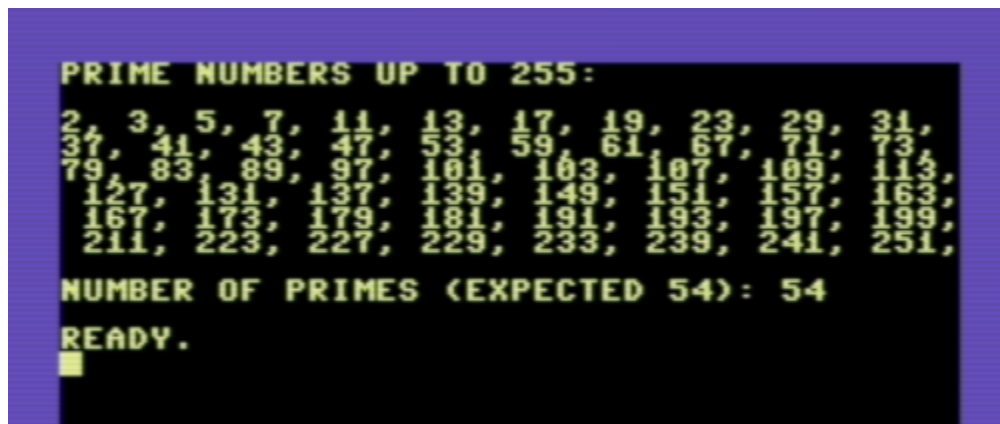 PRIME NUMBERS UP TO 255:
2, 3, 5, 7, 11, 13, 17, 19, 23, 29, 31,
37, 41, 43, 47, 53, 59, 61, 67, 71, 73,
79, 83, 89, 97, 101, 103, 107, 109, 113,
127, 131, 137, 139, 149, 151, 157, 163,
167, 173, 179, 181, 191, 193, 197, 199,
211, 223, 227, 229, 233, 239, 241, 251,
NUMBER OF PRIMES (EXPECTED 54): 54
READY.